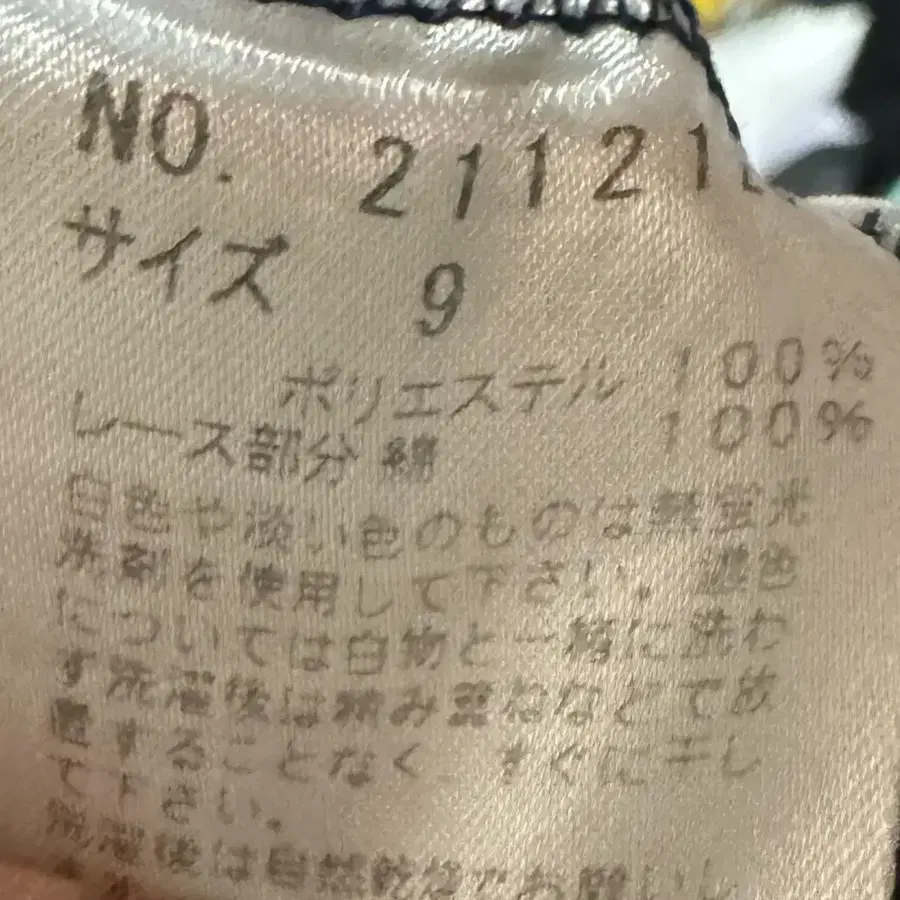 NO. 21121
サイズ 9
ポリエステル 100%
レース部分 綿 100%
白色や淡い色のものは無蛍光
洗剤を使用して下さい。濃色
については白物と一緒に洗わ
ず洗濯後は積み重ねなどで放
置することなく、すぐに干し
て下さい。
洗濯後は自然乾燥でお願いし